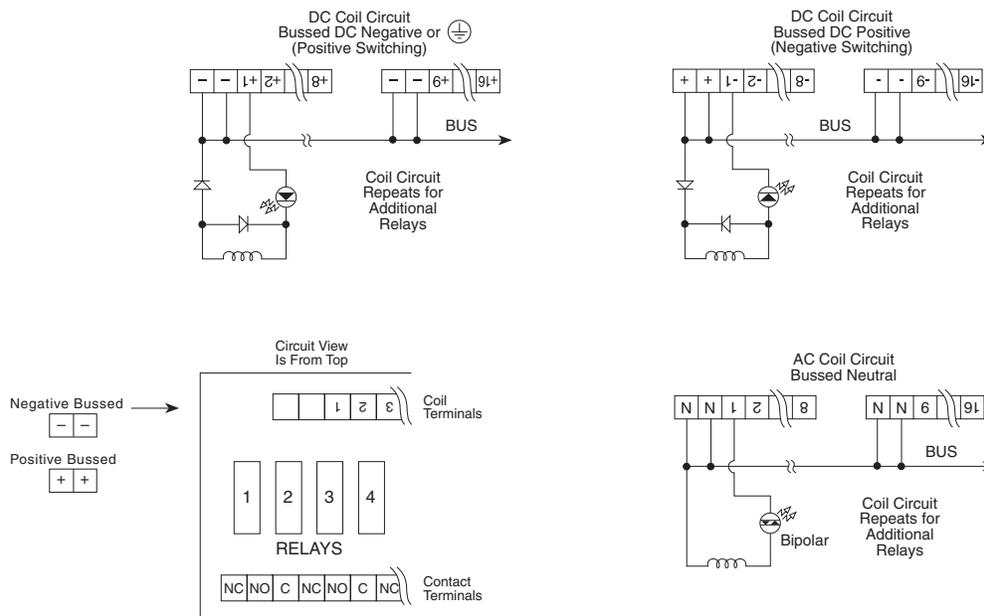 DC Coil Circuit
Bussed DC Negative or ⏚
(Positive Switching)
− − +1 +2 +8
− − +9 +16
BUS
Coil Circuit
Repeats for
Additional
Relays
DC Coil Circuit
Bussed DC Positive
(Negative Switching)
+ + -1 -2 -8
- - -9 -16
BUS
Coil Circuit
Repeats for
Additional
Relays
Negative Bussed
− −
Positive Bussed
+ +
Circuit View
Is From Top
1 2 3
Coil
Terminals
1 2 3 4
RELAYS
NC NO C NC NO C NC
Contact
Terminals
AC Coil Circuit
Bussed Neutral
N N 1 2 8
N N 9 16
BUS
Bipolar
Coil Circuit
Repeats for
Additional
Relays